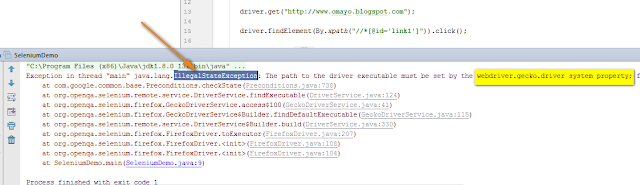 13
14
driver.get("http://www.omayo.blogspot.com");
15
16
driver.findElement(By.xpath("//*[@id='link1']")).click();
SeleniumDemo
"C:\Program Files (x86)\Java\jdk1.8.0_1 \bin\java" ...
Exception in thread "main" java.lang.IllegalStateException: The path to the driver executable must be set by the webdriver.gecko.driver system property; f
at com.google.common.base.Preconditions.checkState(Preconditions.java:738)
at org.openqa.selenium.remote.service.DriverService.findExecutable(DriverService.java:124)
at org.openqa.selenium.firefox.GeckoDriverService.access$100(GeckoDriverService.java:41)
at org.openqa.selenium.firefox.GeckoDriverService$Builder.findDefaultExecutable(GeckoDriverService.java:115)
at org.openqa.selenium.remote.service.DriverService$Builder.build(DriverService.java:330)
at org.openqa.selenium.firefox.FirefoxDriver.toExecutor(FirefoxDriver.java:207)
at org.openqa.selenium.firefox.FirefoxDriver.<init>(FirefoxDriver.java:108)
at org.openqa.selenium.firefox.FirefoxDriver.<init>(FirefoxDriver.java:104)
at SeleniumDemo.main(SeleniumDemo.java:9)
Process finished with exit code 1